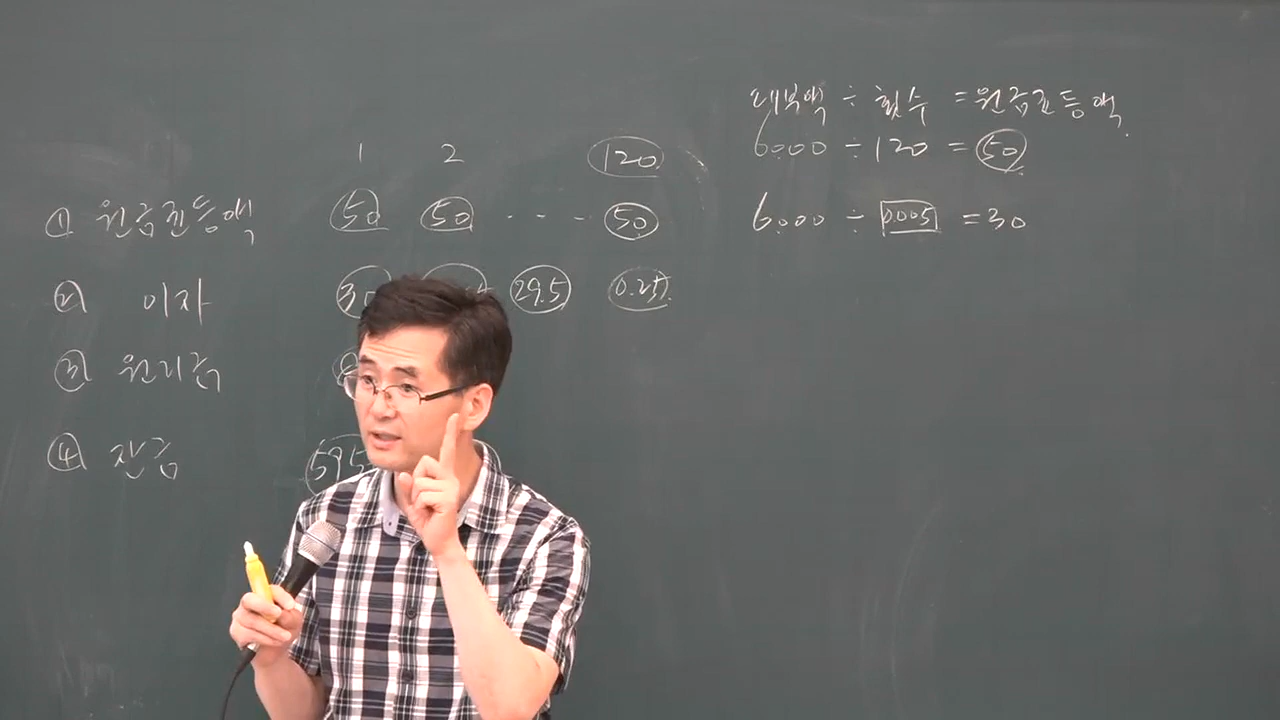 대부액 ÷ 횟수 = 원금균등액
6000 ÷ 120 = 50
6000 ÷ 0.005 = 30
1 2 120
① 원금균등액 50 50 ··· 50
② 이자 30 29.5 0.25
③ 원리금
④ 잔금 595